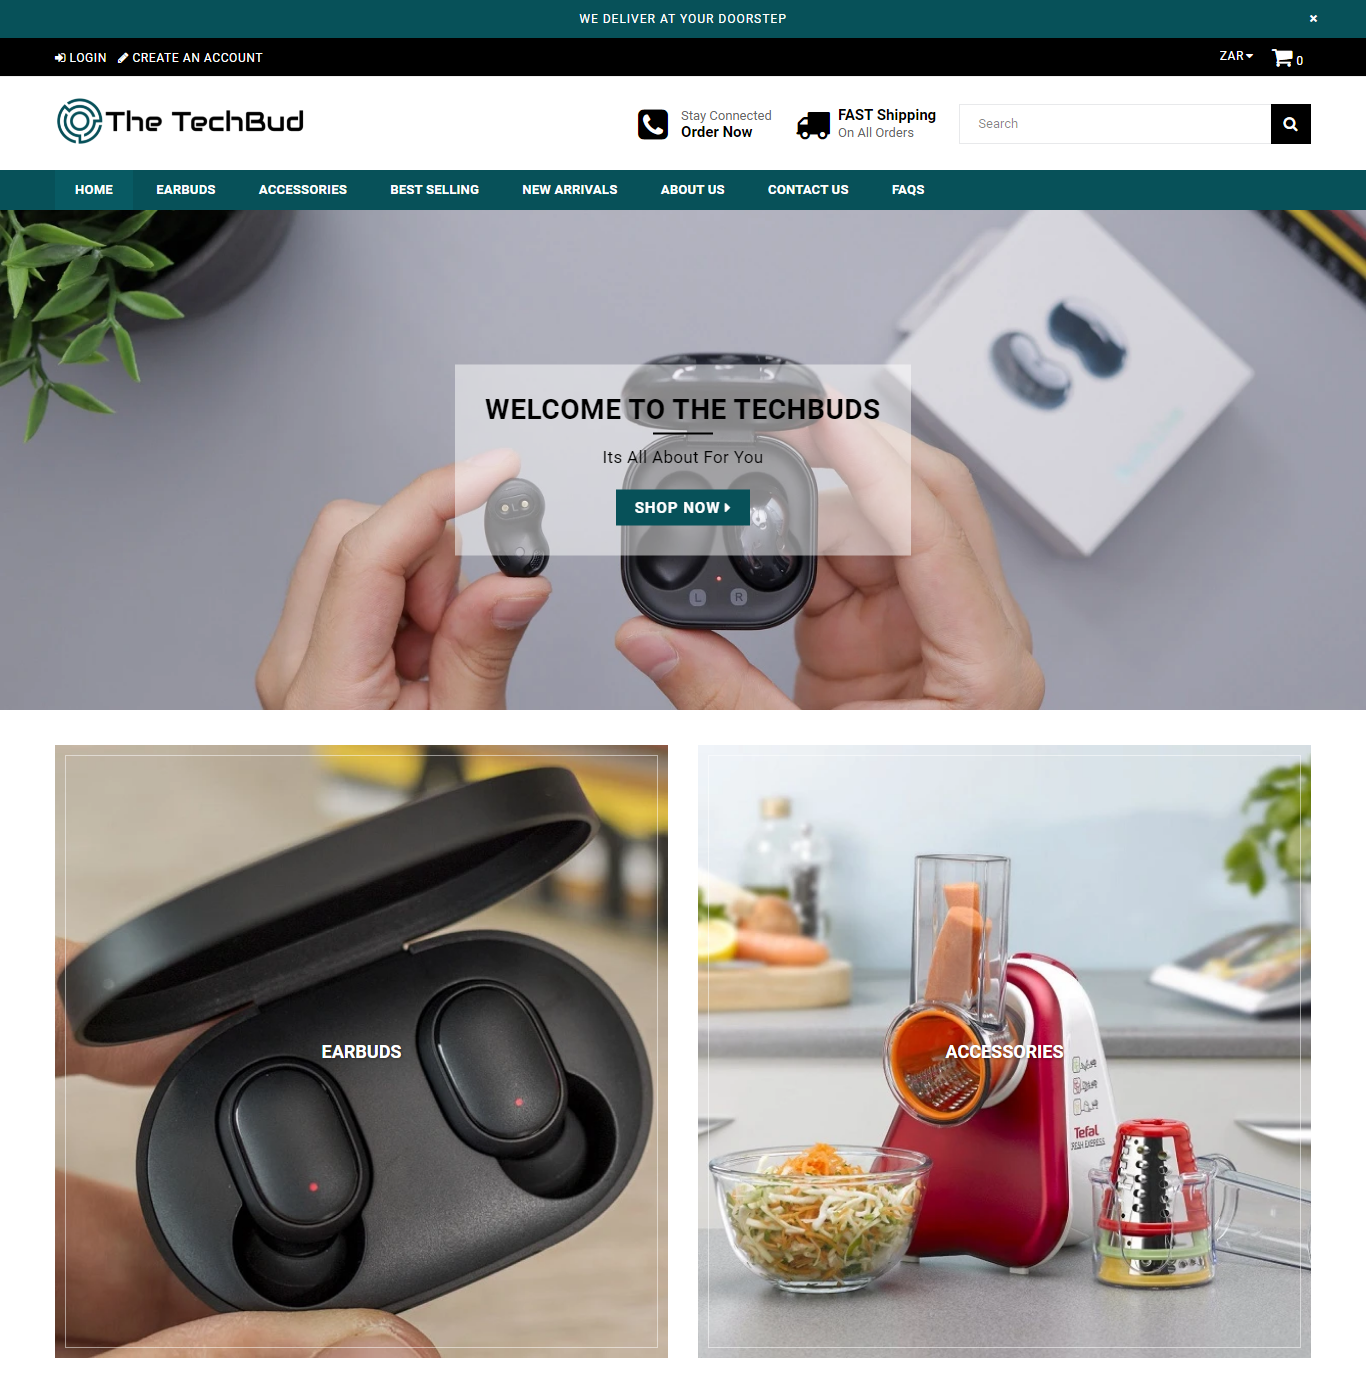 WE DELIVER AT YOUR DOORSTEP ×
LOGIN CREATE AN ACCOUNT ZAR 0
The TechBud
Stay Connected
Order Now
FAST Shipping
On All Orders
Search
HOME EARBUDS ACCESSORIES BEST SELLING NEW ARRIVALS ABOUT US CONTACT US FAQS
WELCOME TO THE TECHBUDS
Its All About For You
SHOP NOW
L
L R
EARBUDS
ACCESSORIES
Tefal
FRESH EXPRESS